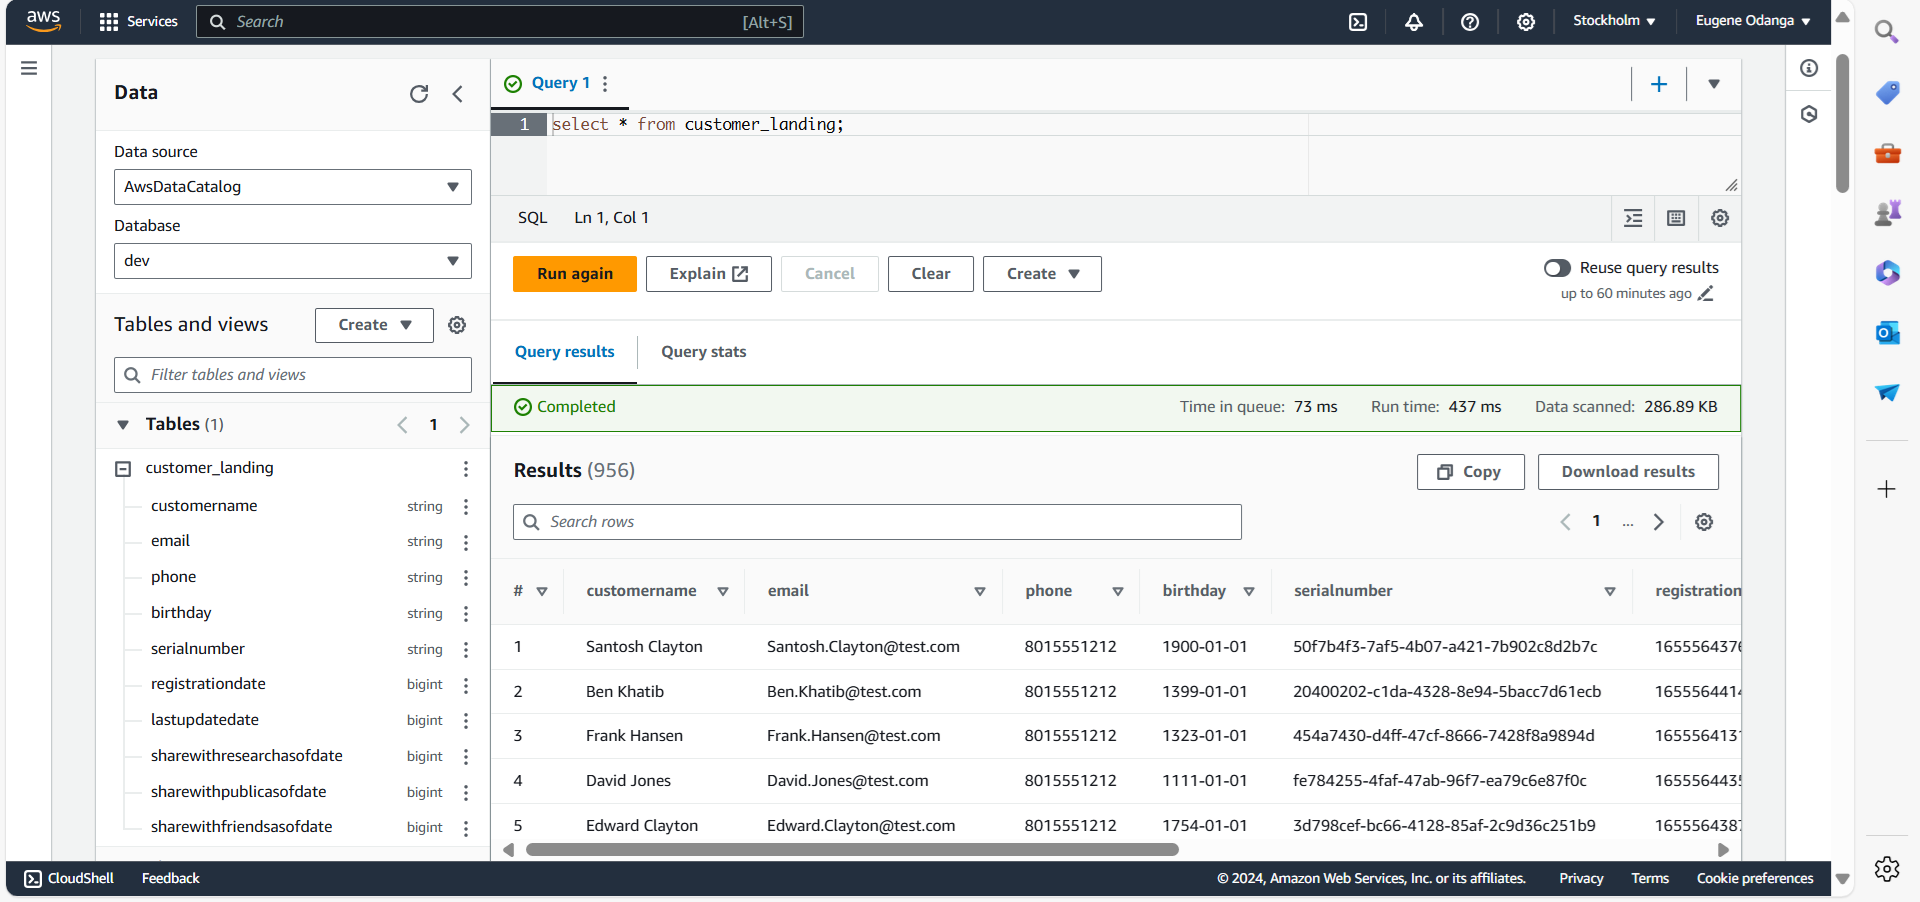 aws
Services
Search [Alt+S]
Stockholm
Eugene Odanga
Data
Data source
AwsDataCatalog
Database
dev
Tables and views
Create
Filter tables and views
Tables (1)
1
customer_landing
customername string
email string
phone string
birthday string
serialnumber string
registrationdate bigint
lastupdatedate bigint
sharewithresearchasofdate bigint
sharewithpublicasofdate bigint
sharewithfriendsasofdate bigint
Query 1
1 select * from customer_landing;
SQL Ln 1, Col 1
Run again
Explain
Cancel
Clear
Create
Reuse query results
up to 60 minutes ago
Query results
Query stats
Completed
Time in queue: 73 ms Run time: 437 ms Data scanned: 286.89 KB
Results (956)
Copy
Download results
Search rows
1 ...
# customername email phone birthday serialnumber registration
1 Santosh Clayton Santosh.Clayton@test.com 8015551212 1900-01-01 50f7b4f3-7af5-4b07-a421-7b902c8d2b7c 1655564376
2 Ben Khatib Ben.Khatib@test.com 8015551212 1399-01-01 20400202-c1da-4328-8e94-5bacc7d61ecb 1655564414
3 Frank Hansen Frank.Hansen@test.com 8015551212 1323-01-01 454a7430-d4ff-47cf-8666-7428f8a9894d 1655564131
4 David Jones David.Jones@test.com 8015551212 1111-01-01 fe784255-4faf-47ab-96f7-ea79c6e87f0c 1655564435
5 Edward Clayton Edward.Clayton@test.com 8015551212 1754-01-01 3d798cef-bc66-4128-85af-2c9d36c251b9 1655564387
CloudShell
Feedback
© 2024, Amazon Web Services, Inc. or its affiliates.
Privacy
Terms
Cookie preferences